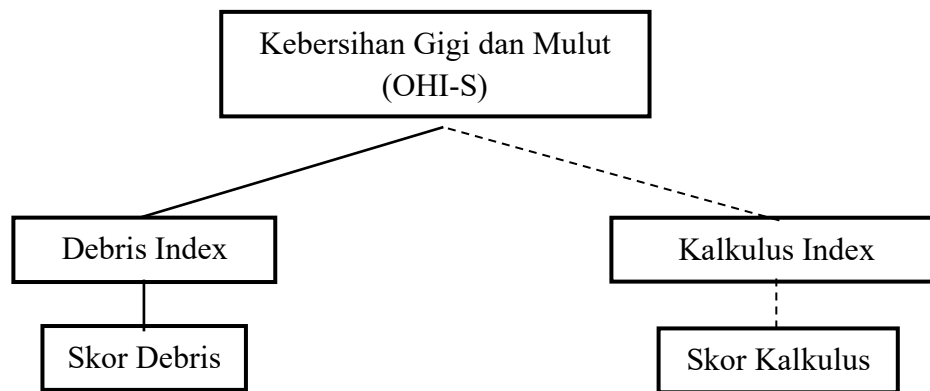 Kebersihan Gigi dan Mulut
(OHI-S)
Debris Index
Kalkulus Index
Skor Debris
Skor Kalkulus